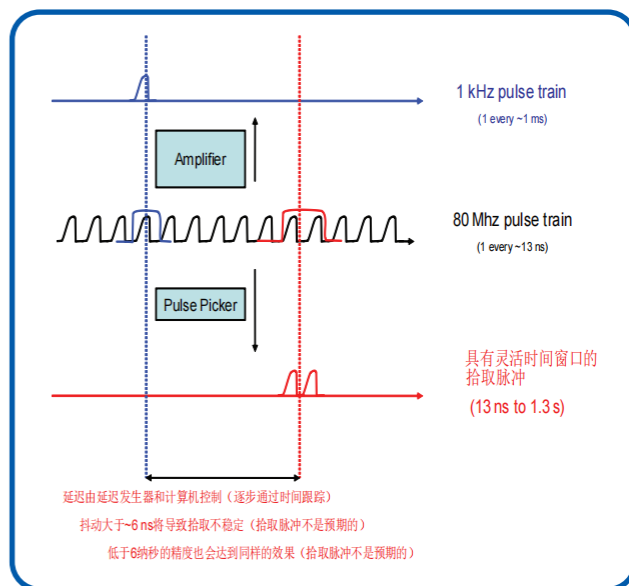 1 kHz pulse train
(1 every ~1 ms)
Amplifier
80 Mhz pulse train
(1 every ~13 ns)
Pulse Picker
具有灵活时间窗口的
拾取脉冲
(13 ns to 1.3 s)
延迟由延迟发生器和计算机控制（逐步通过时间跟踪）
抖动大于~6 ns将导致拾取不稳定（拾取脉冲不是预期的）
低于6纳秒的精度也会达到同样的效果（拾取脉冲不是预期的）